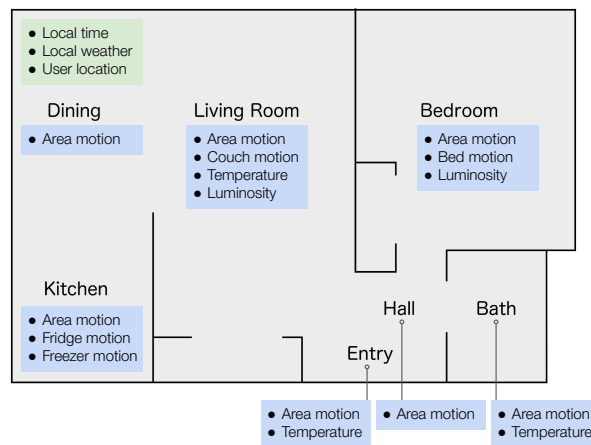 ● Local time
● Local weather
● User location
Dining
● Area motion
Living Room
● Area motion
● Couch motion
● Temperature
● Luminosity
Bedroom
● Area motion
● Bed motion
● Luminosity
Kitchen
● Area motion
● Fridge motion
● Freezer motion
Hall
Bath
Entry
● Area motion
● Temperature
● Area motion
● Area motion
● Temperature